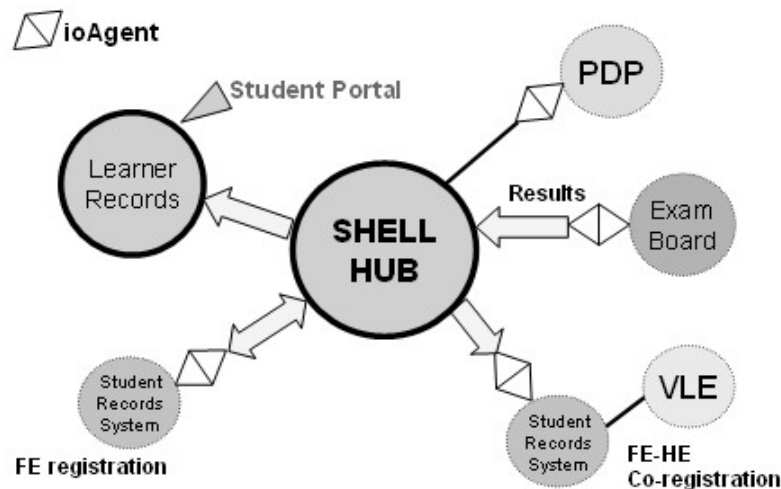 ioAgent
PDP
Student Portal
Learner
Records
Results
Exam
Board
SHELL
HUB
Student
Records
System
FE registration
VLE
Student
Records
System
FE-HE
Co-registration